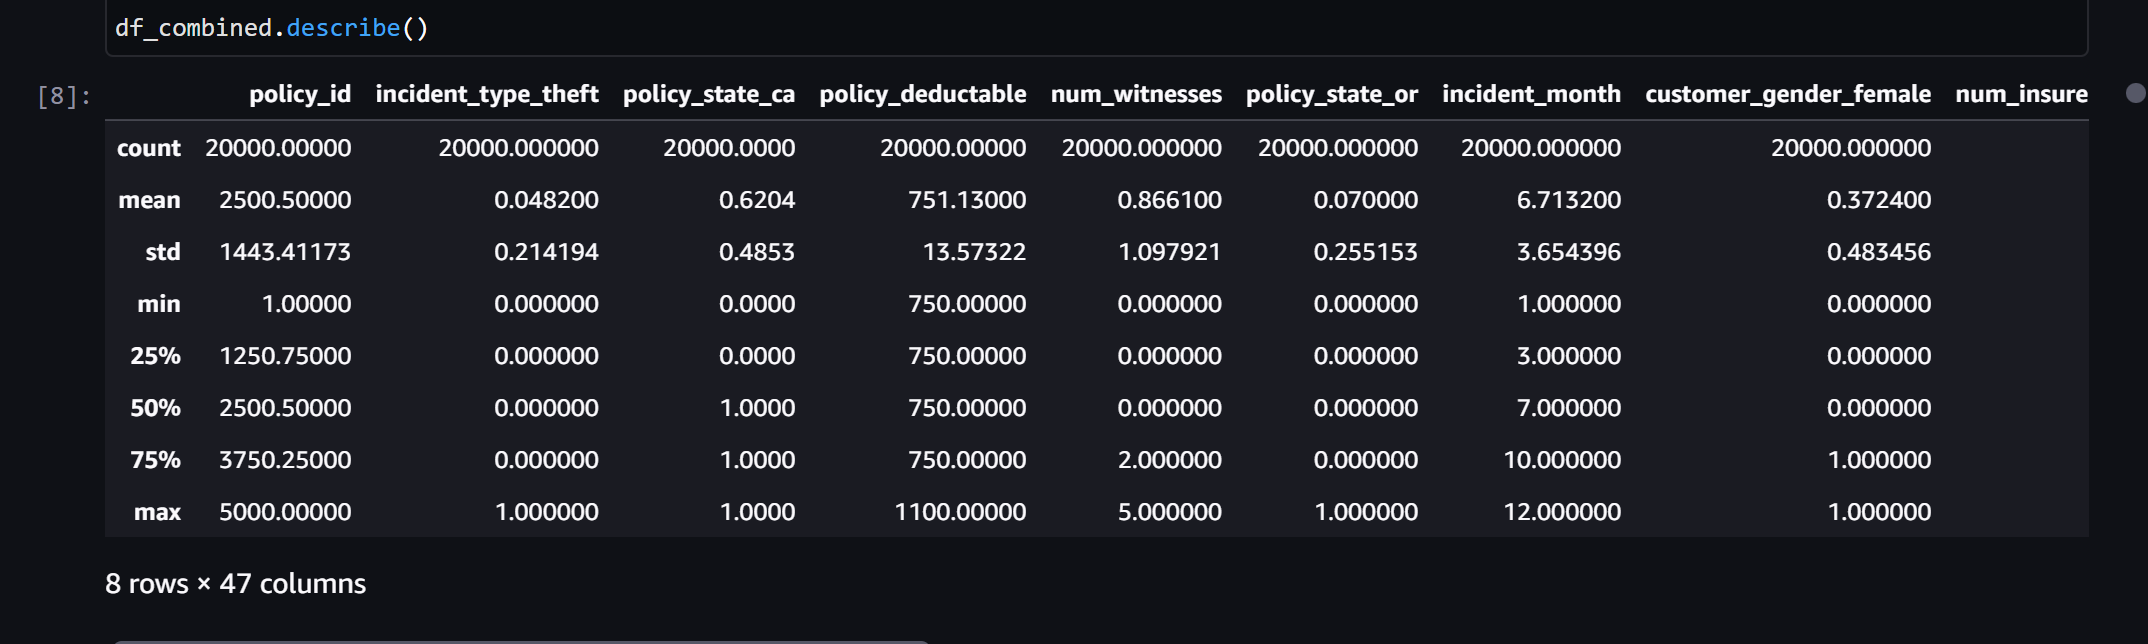 df_combined.describe()
[8]:
policy_id incident_type_theft policy_state_ca policy_deductable num_witnesses policy_state_or incident_month customer_gender_female num_insure
count 20000.00000 20000.000000 20000.0000 20000.00000 20000.000000 20000.000000 20000.000000 20000.000000
mean 2500.50000 0.048200 0.6204 751.13000 0.866100 0.070000 6.713200 0.372400
std 1443.41173 0.214194 0.4853 13.57322 1.097921 0.255153 3.654396 0.483456
min 1.00000 0.000000 0.0000 750.00000 0.000000 0.000000 1.000000 0.000000
25% 1250.75000 0.000000 0.0000 750.00000 0.000000 0.000000 3.000000 0.000000
50% 2500.50000 0.000000 1.0000 750.00000 0.000000 0.000000 7.000000 0.000000
75% 3750.25000 0.000000 1.0000 750.00000 2.000000 0.000000 10.000000 1.000000
max 5000.00000 1.000000 1.0000 1100.00000 5.000000 1.000000 12.000000 1.000000
8 rows × 47 columns